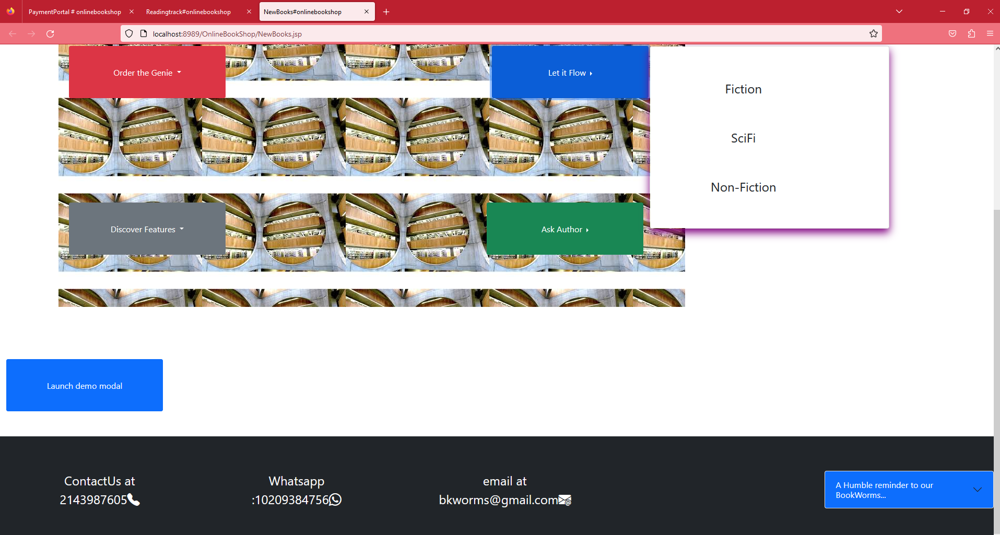 PaymentPortal # onlinebookshop
Readingtrack#onlinebookshop
NewBooks#onlinebookshop
localhost:8989/OnlineBookShop/NewBooks.jsp
Order the Genie
Let it Flow
Fiction
SciFi
Non-Fiction
Discover Features
Ask Author
Launch demo modal
ContactUs at
2143987605
Whatsapp
:10209384756
email at
bkworms@gmail.com
A Humble reminder to our
BookWorms...